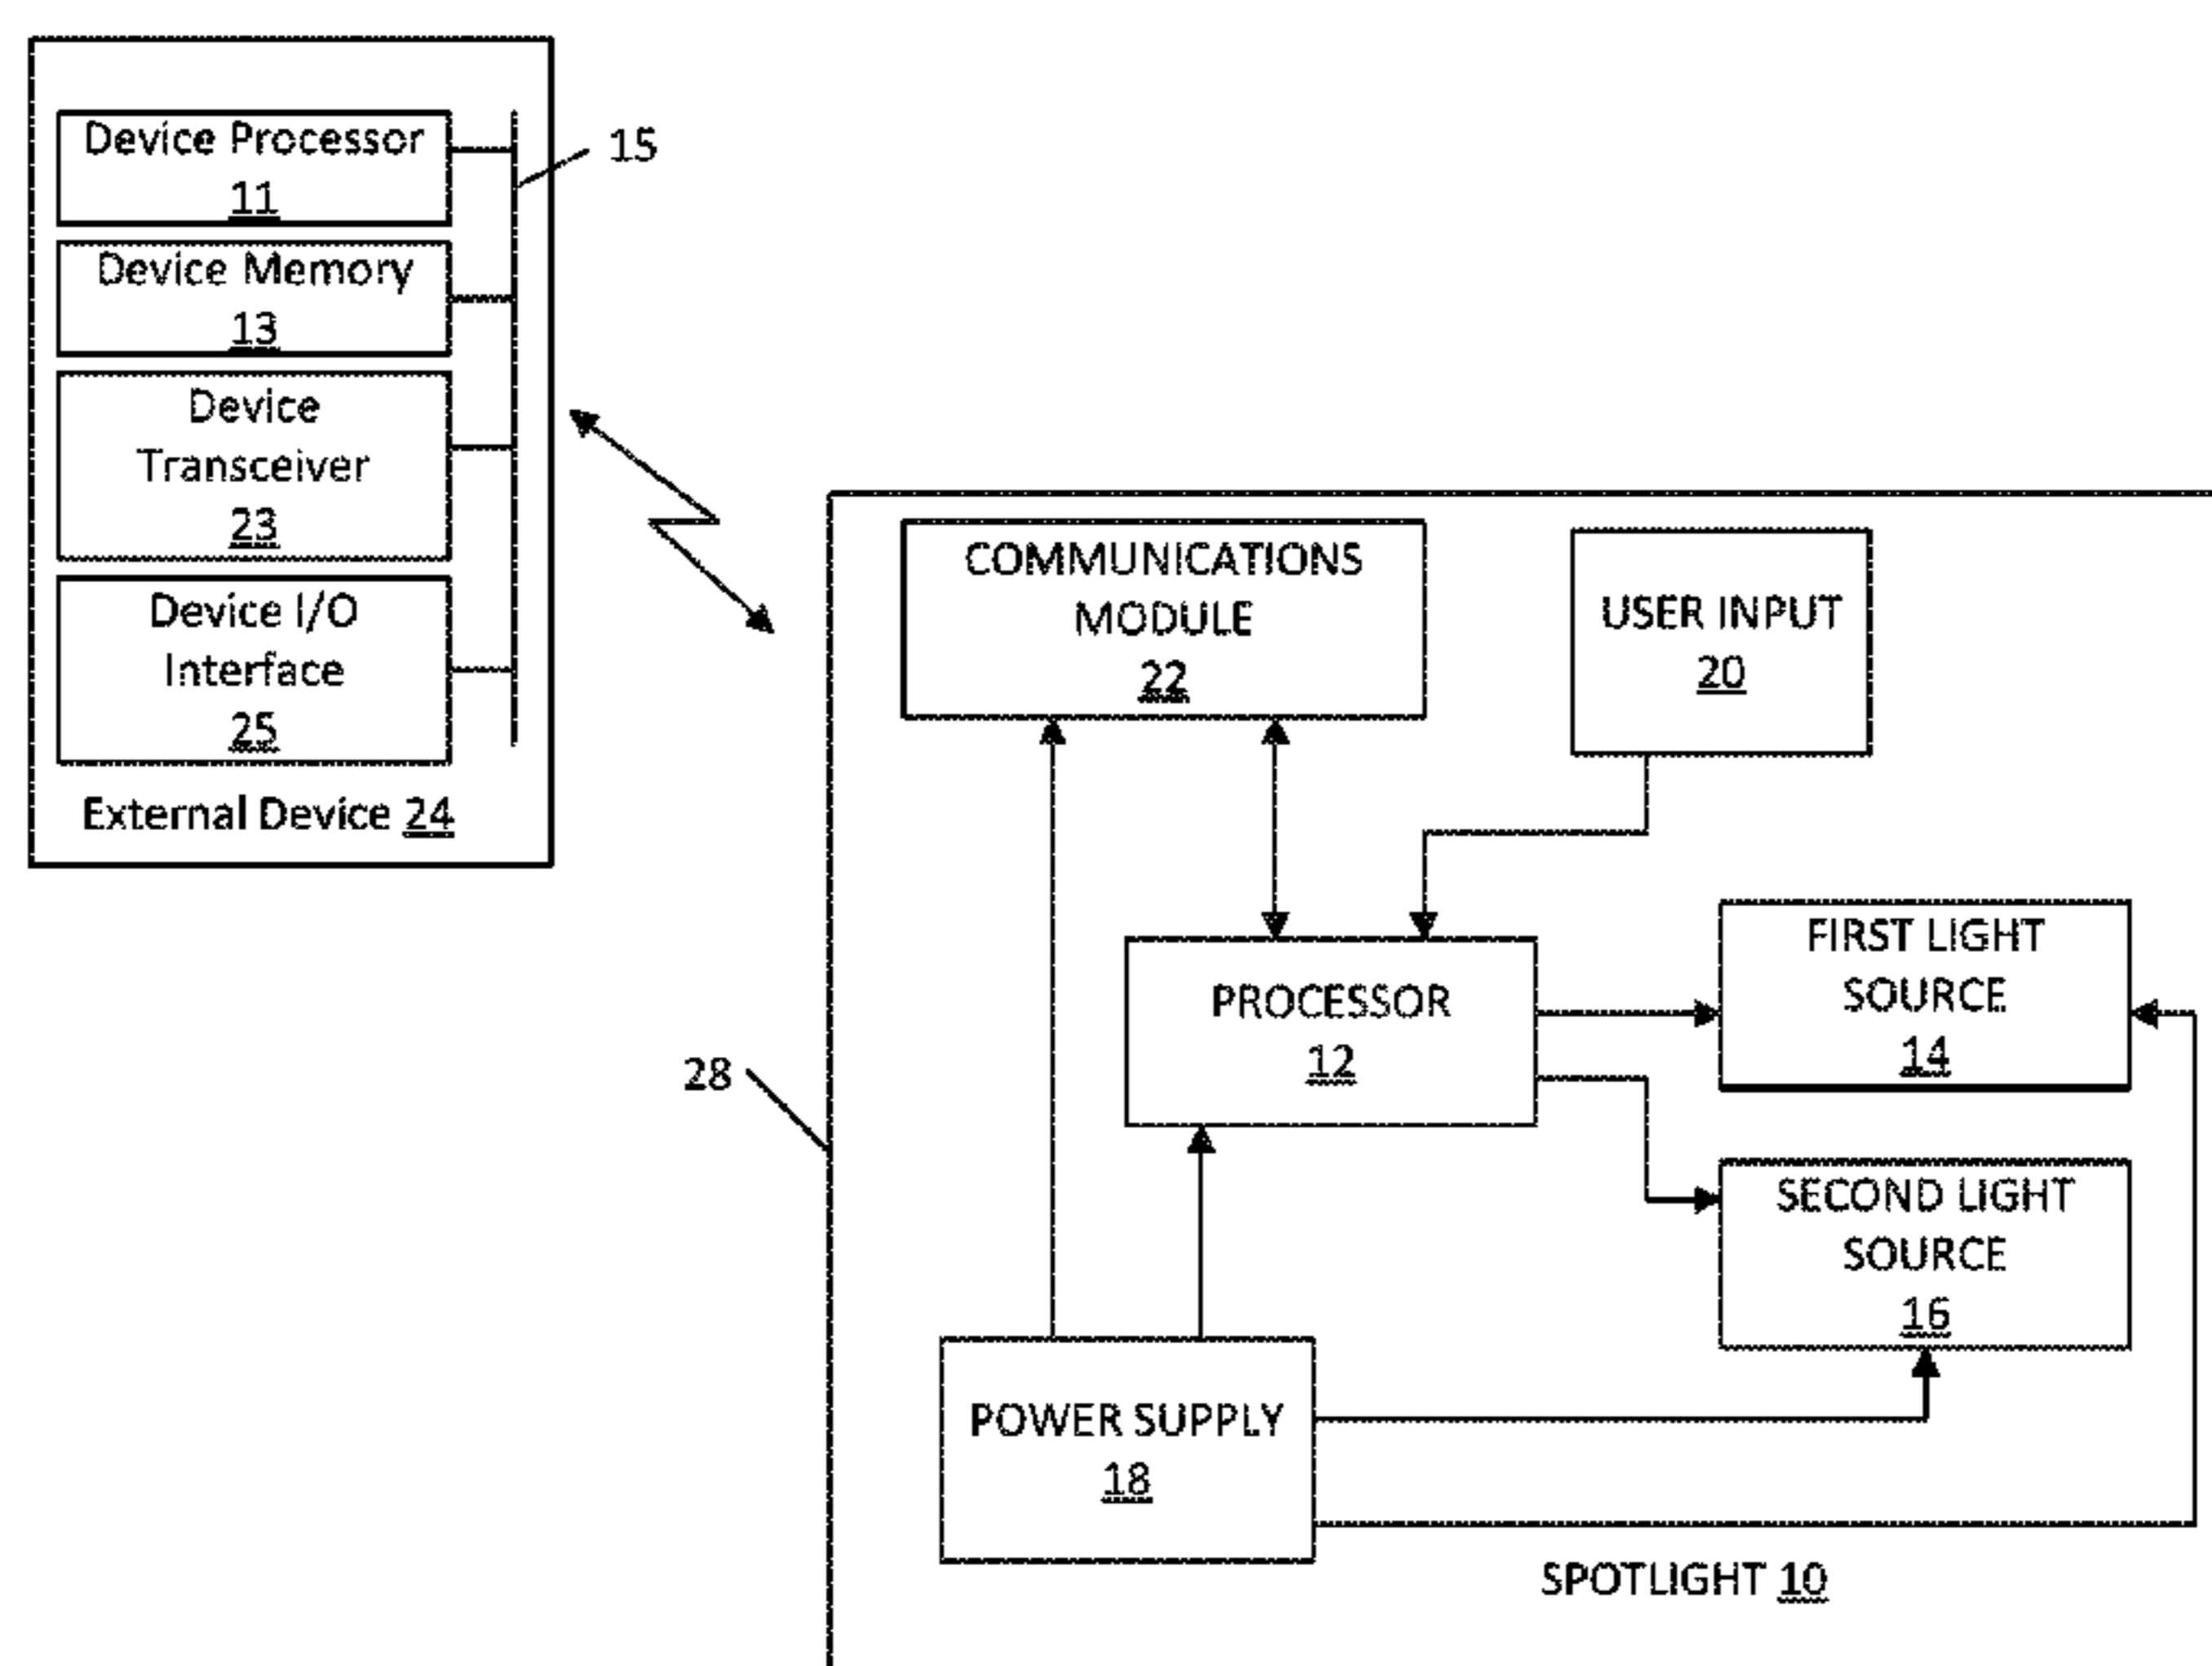 Device Processor
11
15
Device Memory
13
Device
Transceiver
23
Device I/O
Interface
25
External Device 24
COMMUNICATIONS
MODULE
22
USER INPUT
20
PROCESSOR
12
FIRST LIGHT
SOURCE
14
28
SECOND LIGHT
SOURCE
16
POWER SUPPLY
18
SPOTLIGHT 10